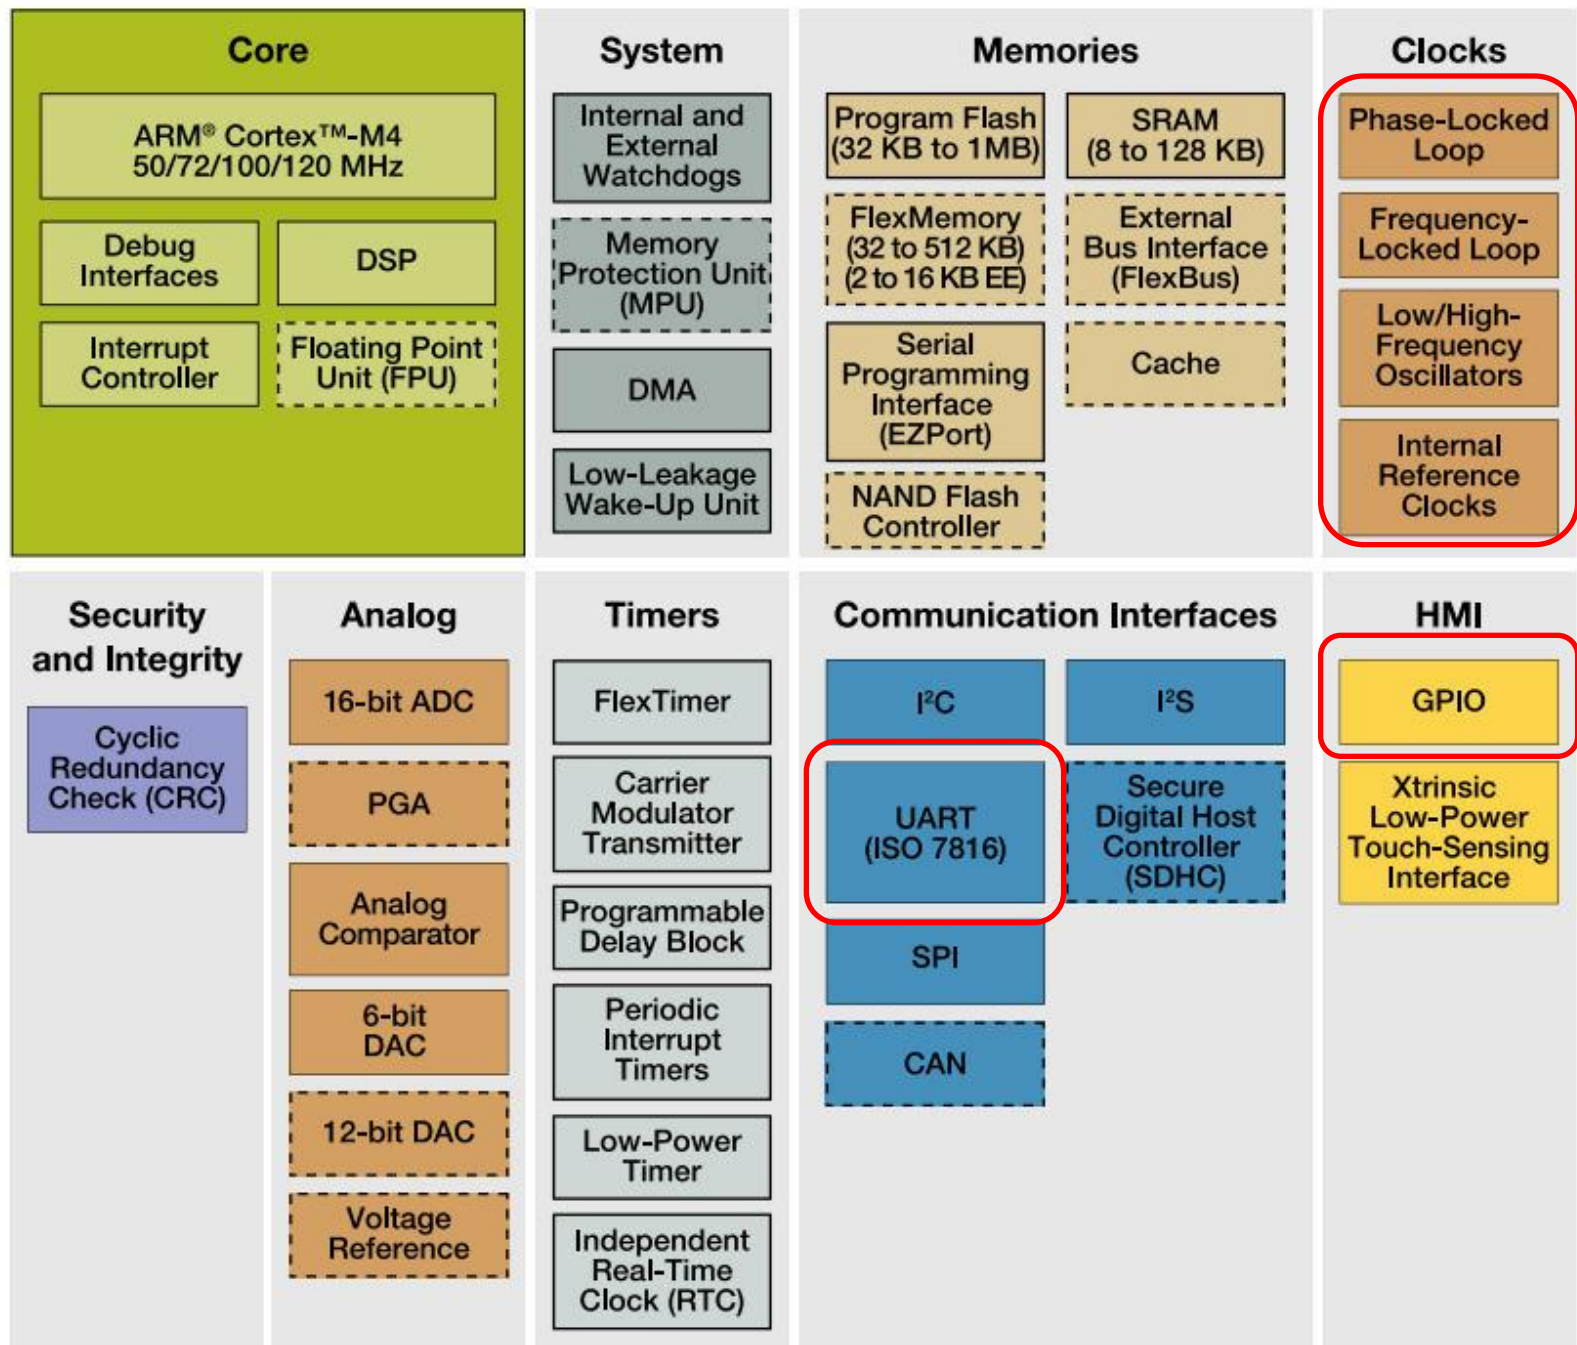 Core
ARM® Cortex™-M4
50/72/100/120 MHz
Debug
Interfaces
DSP
Interrupt
Controller
Floating Point
Unit (FPU)
System
Internal and
External
Watchdogs
Memory
Protection Unit
(MPU)
DMA
Low-Leakage
Wake-Up Unit
Memories
Program Flash
(32 KB to 1MB)
SRAM
(8 to 128 KB)
FlexMemory
(32 to 512 KB)
(2 to 16 KB EE)
External
Bus Interface
(FlexBus)
Serial
Programming
Interface
(EZPort)
Cache
NAND Flash
Controller
Clocks
Phase-Locked
Loop
Frequency-
Locked Loop
Low/High-
Frequency
Oscillators
Internal
Reference
Clocks
Security
and Integrity
Cyclic
Redundancy
Check (CRC)
Analog
16-bit ADC
PGA
Analog
Comparator
6-bit
DAC
12-bit DAC
Voltage
Reference
Timers
FlexTimer
Carrier
Modulator
Transmitter
Programmable
Delay Block
Periodic
Interrupt
Timers
Low-Power
Timer
Independent
Real-Time
Clock (RTC)
Communication Interfaces
I²C
I²S
UART
(ISO 7816)
Secure
Digital Host
Controller
(SDHC)
SPI
CAN
HMI
GPIO
Xtrinsic
Low-Power
Touch-Sensing
Interface